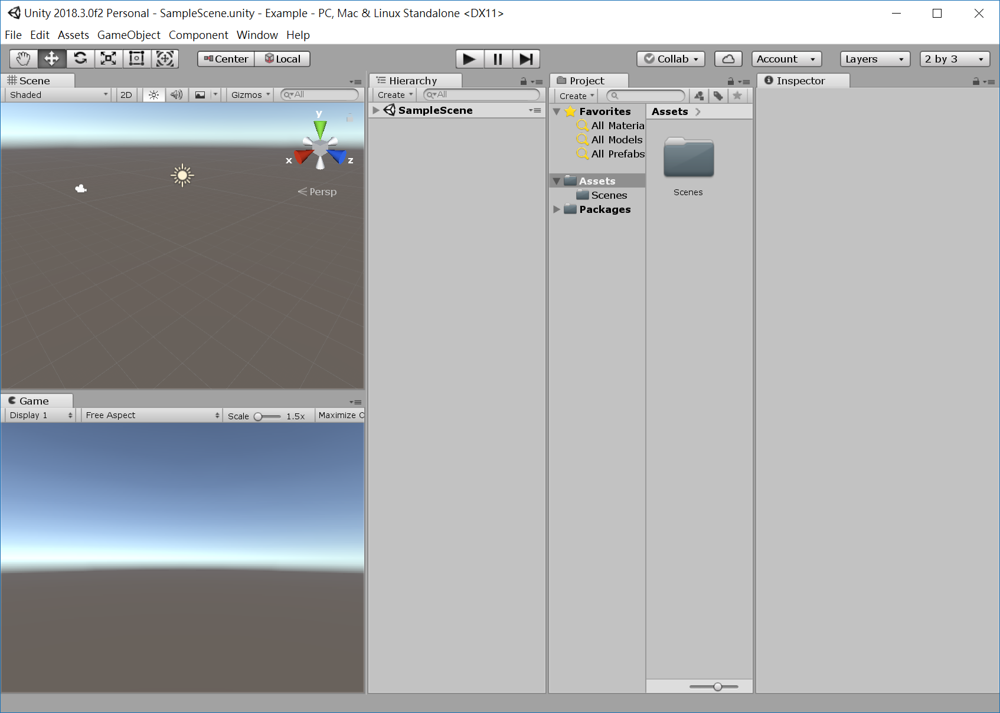 Unity 2018.3.0f2 Personal - SampleScene.unity - Example - PC, Mac & Linux Standalone <DX11>
File Edit Assets GameObject Component Window Help
Center Local Collab Account Layers 2 by 3
Scene
Shaded 2D Gizmos All
y
x z
Persp
Game
Display 1 Free Aspect Scale 1.5x Maximize O
Hierarchy
Create All
SampleScene
Project
Create
Favorites
All Materia
All Models
All Prefabs
Assets
Scenes
Packages
Assets
Scenes
Inspector